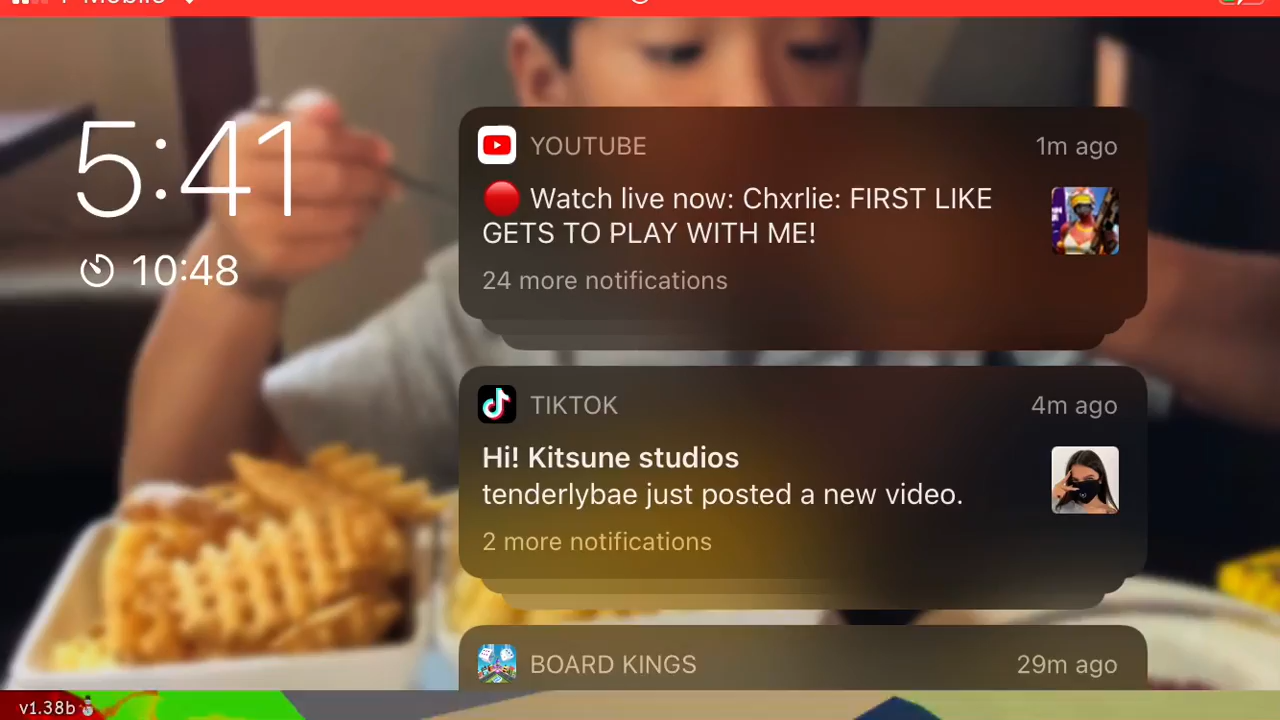 5:41
10:48
YOUTUBE
1m ago
Watch live now: Chxrlie: FIRST LIKE
GETS TO PLAY WITH ME!
24 more notifications
TIKTOK
4m ago
Hi! Kitsune studios
tenderlybae just posted a new video.
2 more notifications
BOARD KINGS
29m ago
v1.38b